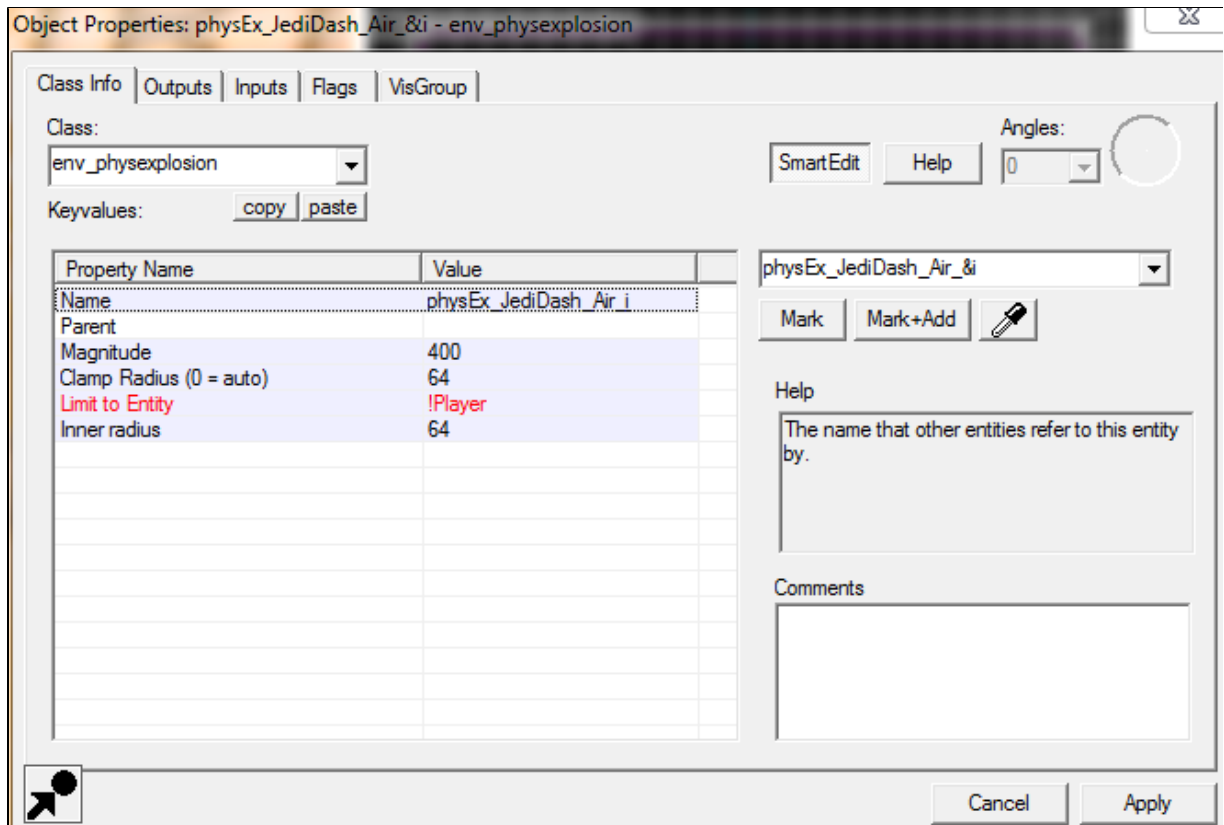 Object Properties: physEx_JediDash_Air_&i - env_physexplosion
Class Info Outputs Inputs Flags VisGroup
Class:
env_physexplosion
Keyvalues: copy paste
SmartEdit Help
Angles:
0
Property Name Value
Name physEx_JediDash_Air_i
Parent
Magnitude 400
Clamp Radius (0 = auto) 64
Limit to Entity !Player
Inner radius 64
physEx_JediDash_Air_&i
Mark Mark+Add
Help
The name that other entities refer to this entity
by.
Comments
Cancel Apply